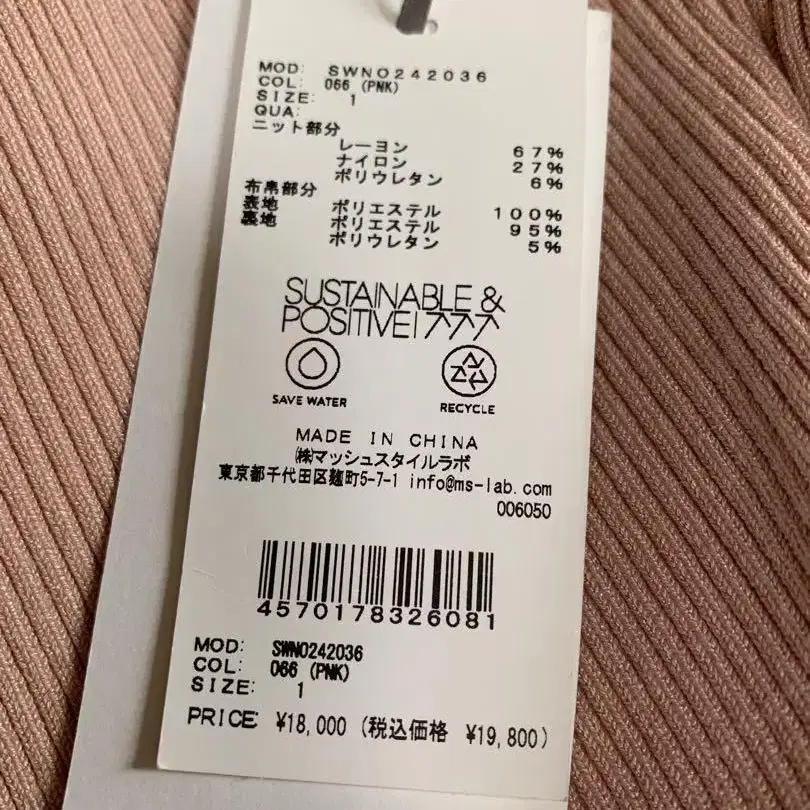 MOD: SWNO242036
COL: 066 (PNK)
SIZE: 1
QUA:
ニット部分
レーヨン 67%
ナイロン 27%
ポリウレタン 6%
布帛部分
表地 ポリエステル 100%
裏地 ポリエステル 95%
ポリウレタン 5%
SUSTAINABLE &
POSITIVE! ↗↗↗
SAVE WATER RECYCLE
MADE IN CHINA
㈱マッシュスタイルラボ
東京都千代田区麹町5-7-1 info@ms-lab.com
006050
4570178326081
MOD: SWNO242036
COL: 066 (PNK)
SIZE: 1
PRICE: ¥18,000 (税込価格 ¥19,800)